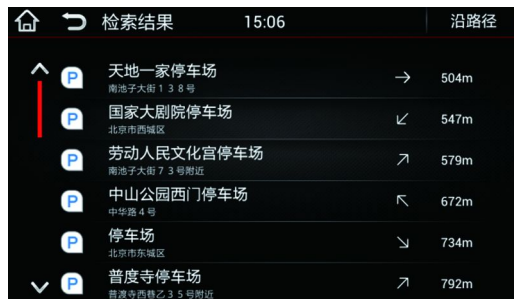 检索结果 15:06 沿路径
P 天地一家停车场 504m
南池子大街138号
P 国家大剧院停车场 547m
北京市西城区
P 劳动人民文化宫停车场 579m
南池子大街73号附近
P 中山公园西门停车场 672m
中华路4号
P 停车场 734m
北京市东城区
P 普度寺停车场 792m
普渡寺西巷乙35号附近